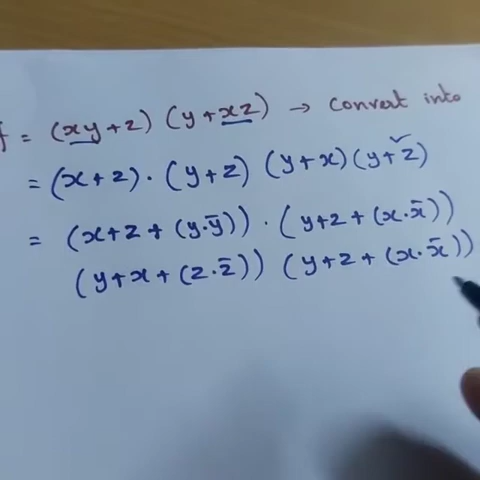 f = (xy+z) (y+xz) → Convert into
= (x+z) · (y+z) (y+x) (y+z)
= (x+z + (y·ȳ)) · (y+z + (x·x̄))
(y+x+(z·z̄)) (y+z+(x·x̄))